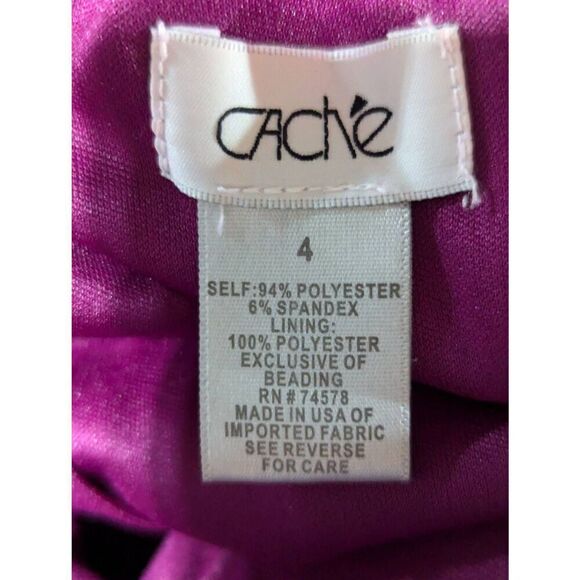 CAché
4
SELF:94% POLYESTER
6% SPANDEX
LINING:
100% POLYESTER
EXCLUSIVE OF
BEADING
RN # 74578
MADE IN USA OF
IMPORTED FABRIC
SEE REVERSE
FOR CARE